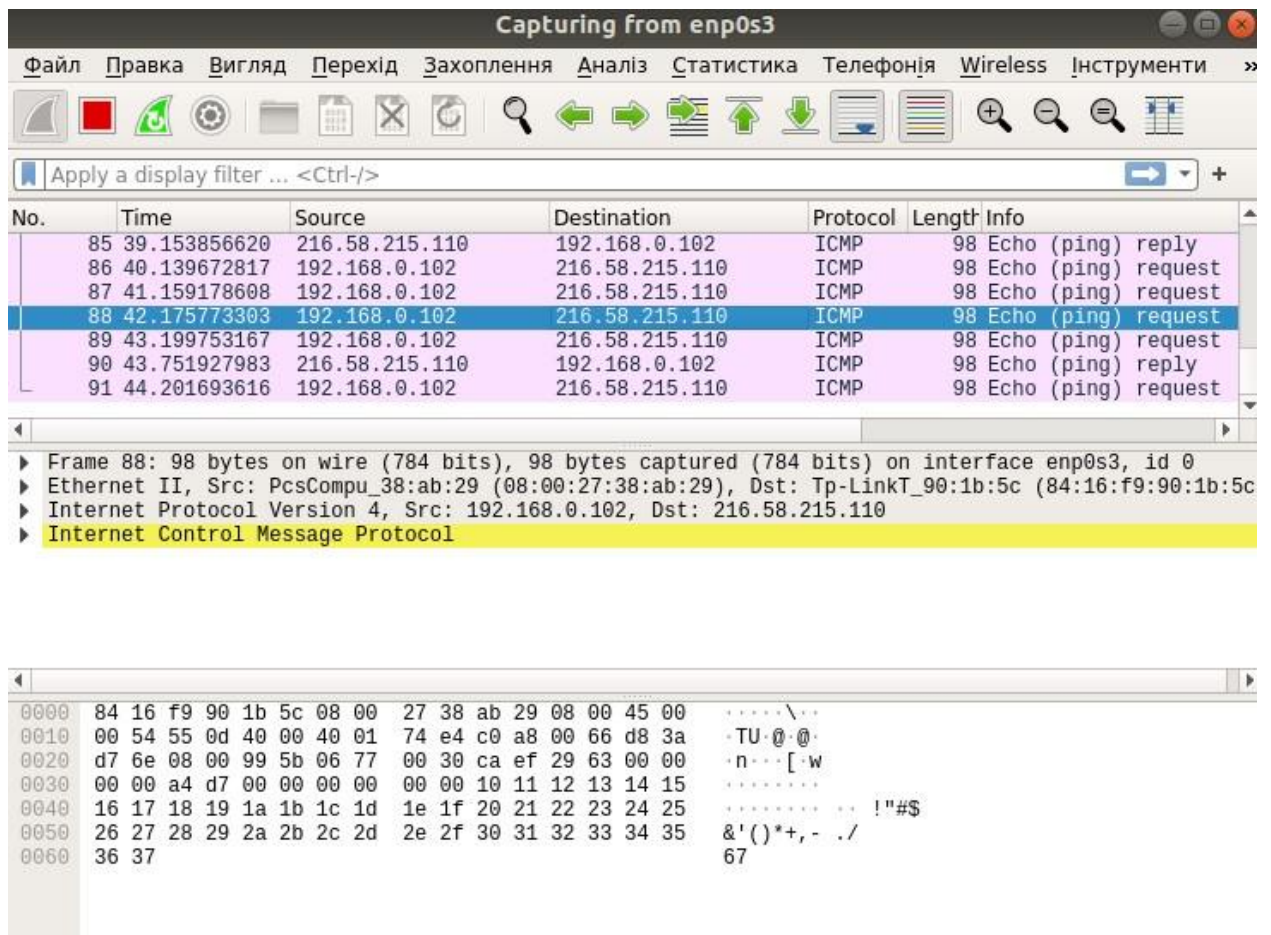 Capturing from enp0s3
Файл Правка Вигляд Перехід Захоплення Аналіз Статистика Телефонія Wireless Інструменти »
Apply a display filter ... <Ctrl-/>
No. Time Source Destination Protocol Length Info
85 39.153856620 216.58.215.110 192.168.0.102 ICMP 98 Echo (ping) reply
86 40.139672817 192.168.0.102 216.58.215.110 ICMP 98 Echo (ping) request
87 41.159178608 192.168.0.102 216.58.215.110 ICMP 98 Echo (ping) request
88 42.175773303 192.168.0.102 216.58.215.110 ICMP 98 Echo (ping) request
89 43.199753167 192.168.0.102 216.58.215.110 ICMP 98 Echo (ping) request
90 43.751927983 216.58.215.110 192.168.0.102 ICMP 98 Echo (ping) reply
91 44.201693616 192.168.0.102 216.58.215.110 ICMP 98 Echo (ping) request
Frame 88: 98 bytes on wire (784 bits), 98 bytes captured (784 bits) on interface enp0s3, id 0
Ethernet II, Src: PcsCompu_38:ab:29 (08:00:27:38:ab:29), Dst: Tp-LinkT_90:1b:5c (84:16:f9:90:1b:5c
Internet Protocol Version 4, Src: 192.168.0.102, Dst: 216.58.215.110
Internet Control Message Protocol
0000 84 16 f9 90 1b 5c 08 00 27 38 ab 29 08 00 45 00 ·····\··
0010 00 54 55 0d 40 00 40 01 74 e4 c0 a8 00 66 d8 3a ·TU·@·@·
0020 d7 6e 08 00 99 5b 06 77 00 30 ca ef 29 63 00 00 ·n···[·w
0030 00 00 a4 d7 00 00 00 00 00 00 10 11 12 13 14 15 ········
0040 16 17 18 19 1a 1b 1c 1d 1e 1f 20 21 22 23 24 25 ········ ·· !"#$
0050 26 27 28 29 2a 2b 2c 2d 2e 2f 30 31 32 33 34 35 &'()*+,- ./
0060 36 37 67